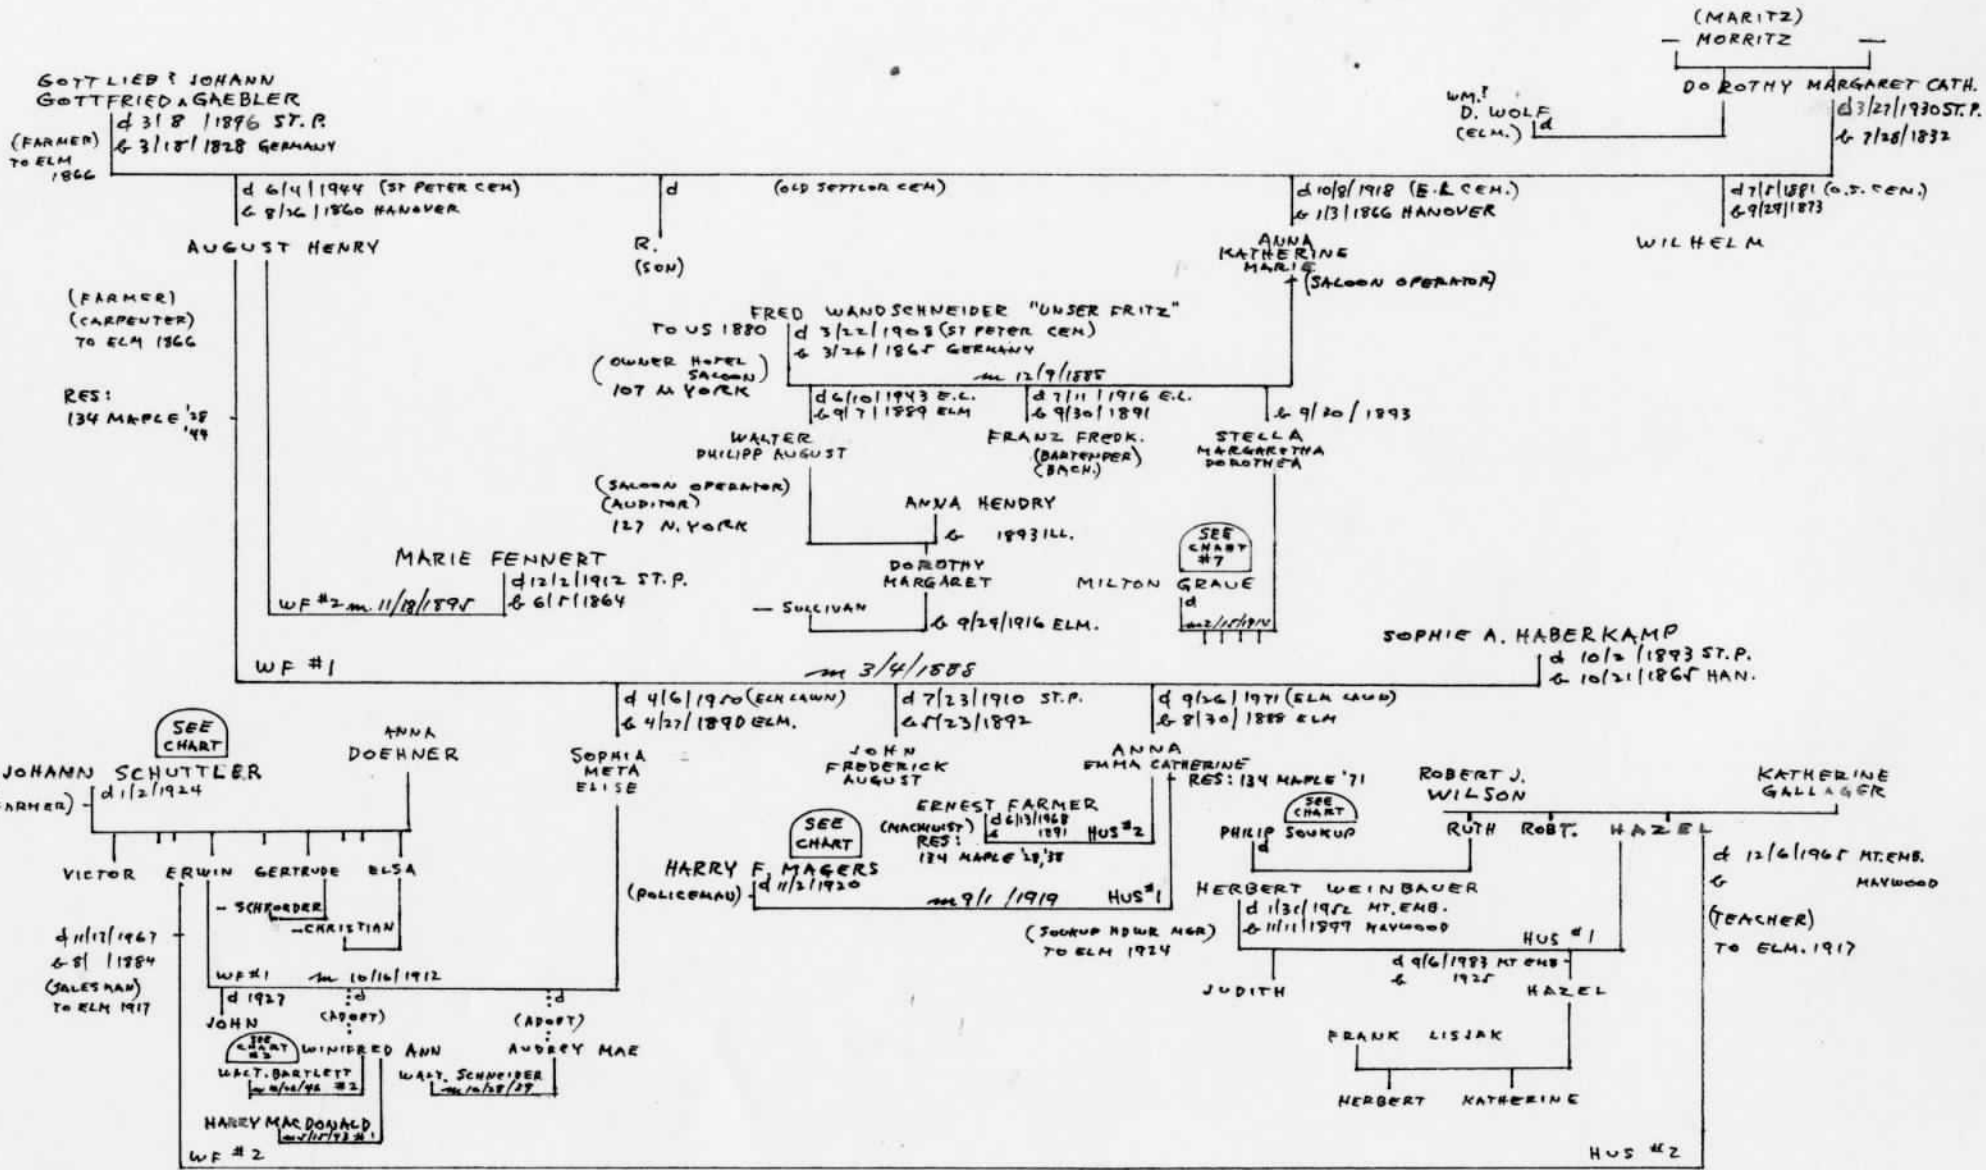 (MARITZ)
— MORRITZ —
GOTTLIEB & JOHANN
GOTTFRIED A GAEBLER
d 3/8 /1896 ST. P.
b 3/18/1828 GERMANY
(FARMER)
TO ELM
1866
WM.?
D. WOLF
(ELM.)
d
DOROTHY MARGARET CATH.
d 3/27/1930 ST. P.
b 7/28/1832
d 6/4/1944 (ST PETER CEM)
b 8/26/1860 HANOVER
AUGUST HENRY
d (OLD SETTLOR CEM)
R.
(SON)
d 10/8/1918 (E.L CEM.)
b 1/3/1866 HANOVER
ANNA
KATHERINE
MARIE
(SALOON OPERATOR)
d 7/5/1881 (O.S. CEM.)
b 9/29/1873
WILHELM
(FARMER)
(CARPENTER)
TO ELM 1866
RES:
134 MAPLE '28
'44
FRED WANDSCHNEIDER "UNSER FRITZ"
TO US 1880
d 3/22/1908 (ST PETER CEM)
b 3/26/1865 GERMANY
(OWNER HOTEL
SALOON)
107 N YORK
m 12/9/1888
d 6/10/1943 E.L.
b 9/7/1889 ELM
WALTER
PHILIPP AUGUST
d 7/11/1916 E.L.
b 9/30/1891
FRANZ FREDK.
(BARTENDER)
(BACH.)
b 9/20/1893
STELLA
MARGARETHA
DOROTHEA
(SALOON OPERATOR)
(AUDITOR)
127 N. YORK
ANNA HENDRY
b 1893 ILL.
DOROTHY
MARGARET
— SULLIVAN
b 9/29/1916 ELM.
SEE
CHART
#7
MILTON GRAUE
d
MARIE FENNERT
d 12/2/1912 ST. P.
b 6/5/1864
WF #2 m. 11/18/1895
SOPHIE A. HABERKAMP
d 10/2/1893 ST. P.
b 10/21/1865 HAN.
WF #1
m 3/4/1888
d 4/6/1950 (ELM LAWN)
b 4/27/1890 ELM.
SOPHIA
META
ELISE
d 7/23/1910 ST. P.
b 5/23/1892
JOHN
FREDERICK
AUGUST
d 9/26/1971 (ELM LAWN)
b 8/30/1888 ELM
ANNA
EMMA CATHERINE
RES: 134 MAPLE '71
SEE
CHART
JOHANN SCHUTTLER
d 1/2/1924
FARMER)
ANNA
DOEHNER
VICTOR ERWIN GERTRUDE ELSA
— SCHROEDER
— CHRISTIAN
ERNEST FARMER
d 6/13/1968
b 1891
(MACHINIST)
RES:
134 MAPLE '28, '38
HUS #2
SEE
CHART
HARRY F. MAGERS
d 11/2/1920
(POLICEMAN)
m 9/1 /1919
HUS #1
ROBERT J.
WILSON
KATHERINE
GALLAGER
RUTH ROBT. HAZEL
SEE
CHART
PHILIP SOUKUP
d
HERBERT WEINBAUER
d 1/31/1952 MT. EMB.
b 11/11/1899 MAYWOOD
(SOUKUP HDWR MGR)
TO ELM 1924
HUS #1
d 12/6/1965 MT. EMB.
b MAYWOOD
(TEACHER)
TO ELM. 1917
d 9/6/1983 MT EMB
b 1925
JUDITH HAZEL
FRANK LISJAK
HERBERT KATHERINE
d 11/17/1967
b 8/ /1884
(SALESMAN)
TO ELM 1917
WF #1
m 10/16/1912
d 1927
JOHN
d
(ADOPT)
WINIFRED ANN
d
(ADOPT)
AUDREY MAE
SEE
CHART
WALT. BARTLETT
#2
WALT. SCHNEIDER
m 10/28/39
HARRY MAC DONALD
WF #2
HUS #2